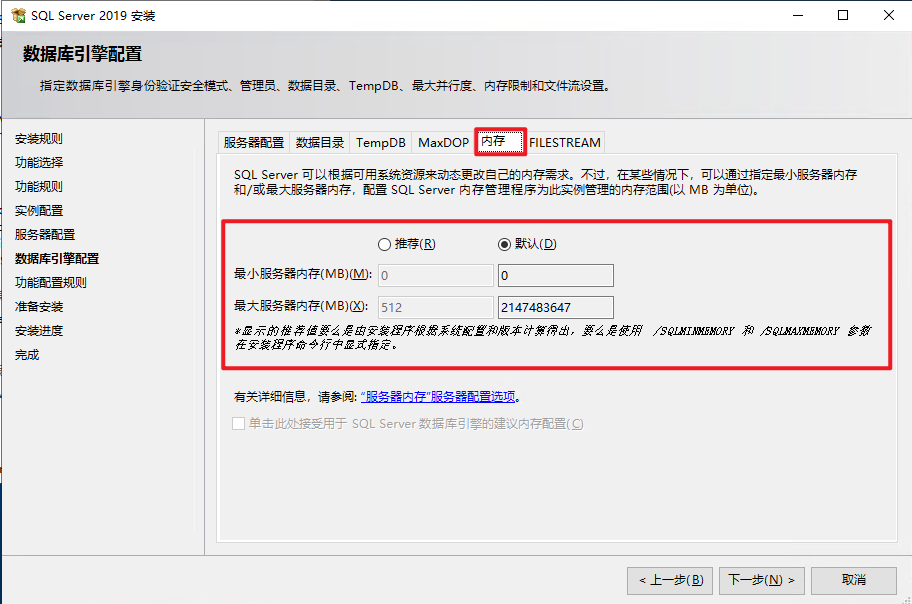 SQL Server 2019 安装
数据库引擎配置
指定数据库引擎身份验证安全模式、管理员、数据目录、TempDB、最大并行度、内存限制和文件流设置。
安装规则
功能选择
功能规则
实例配置
服务器配置
数据库引擎配置
功能配置规则
准备安装
安装进度
完成
服务器配置 数据目录 TempDB MaxDOP 内存 FILESTREAM
SQL Server 可以根据可用系统资源来动态更改自己的内存需求。不过，在某些情况下，可以通过指定最小服务器内存
和/或最大服务器内存，配置 SQL Server 内存管理程序为此实例管理的内存范围(以 MB 为单位)。
推荐(R) 默认(D)
最小服务器内存(MB)(M): 0 0
最大服务器内存(MB)(X): 512 2147483647
*显示的推荐值要么是由安装程序根据系统配置和版本计算得出，要么是使用 /SQLMINMEMORY 和 /SQLMAXMEMORY 参数
在安装程序命令行中显式指定。
有关详细信息，请参阅: “服务器内存”服务器配置选项。
单击此处接受用于 SQL Server 数据库引擎的建议内存配置(C)
< 上一步(B) 下一步(N) > 取消